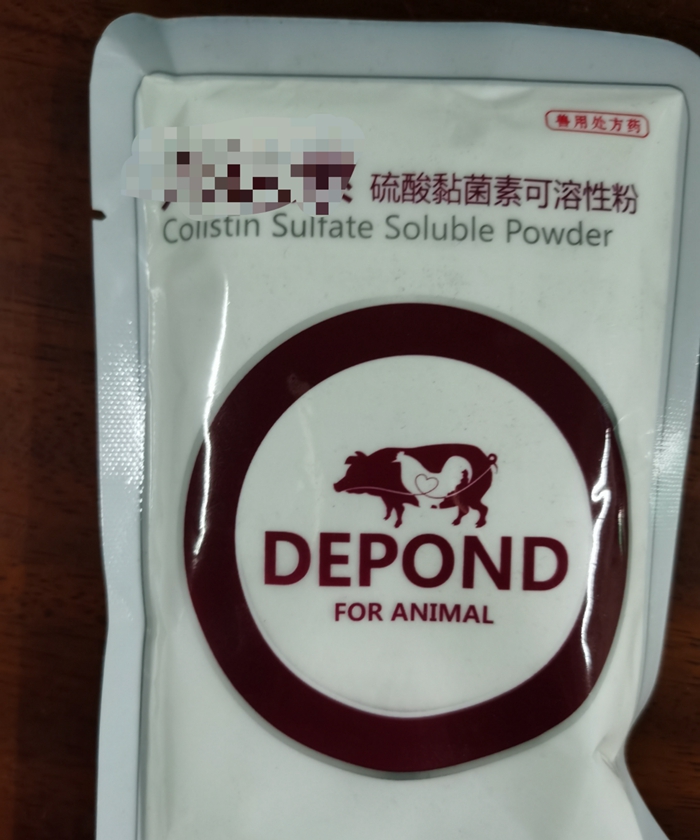 兽用处方药
硫酸黏菌素可溶性粉
Colistin Sulfate Soluble Powder
DEPOND
FOR ANIMAL